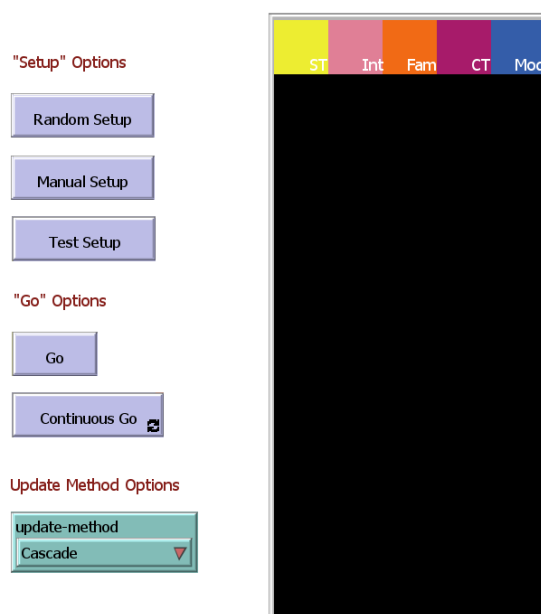 "Setup" Options
Random Setup
Manual Setup
Test Setup
"Go" Options
Go
Continuous Go
Update Method Options
update-method
Cascade
ST Int Fam CT